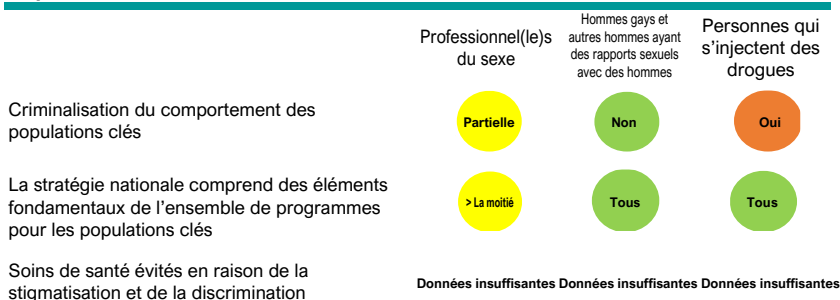 Professionnel(le)s
du sexe
Hommes gays et
autres hommes ayant
des rapports sexuels
avec des hommes
Personnes qui
s'injectent des
drogues
Criminalisation du comportement des
populations clés
Partielle
Non
Oui
La stratégie nationale comprend des éléments
fondamentaux de l'ensemble de programmes
pour les populations clés
> La moitié
Tous
Tous
Soins de santé évités en raison de la
stigmatisation et de la discrimination
Données insuffisantes Données insuffisantes Données insuffisantes